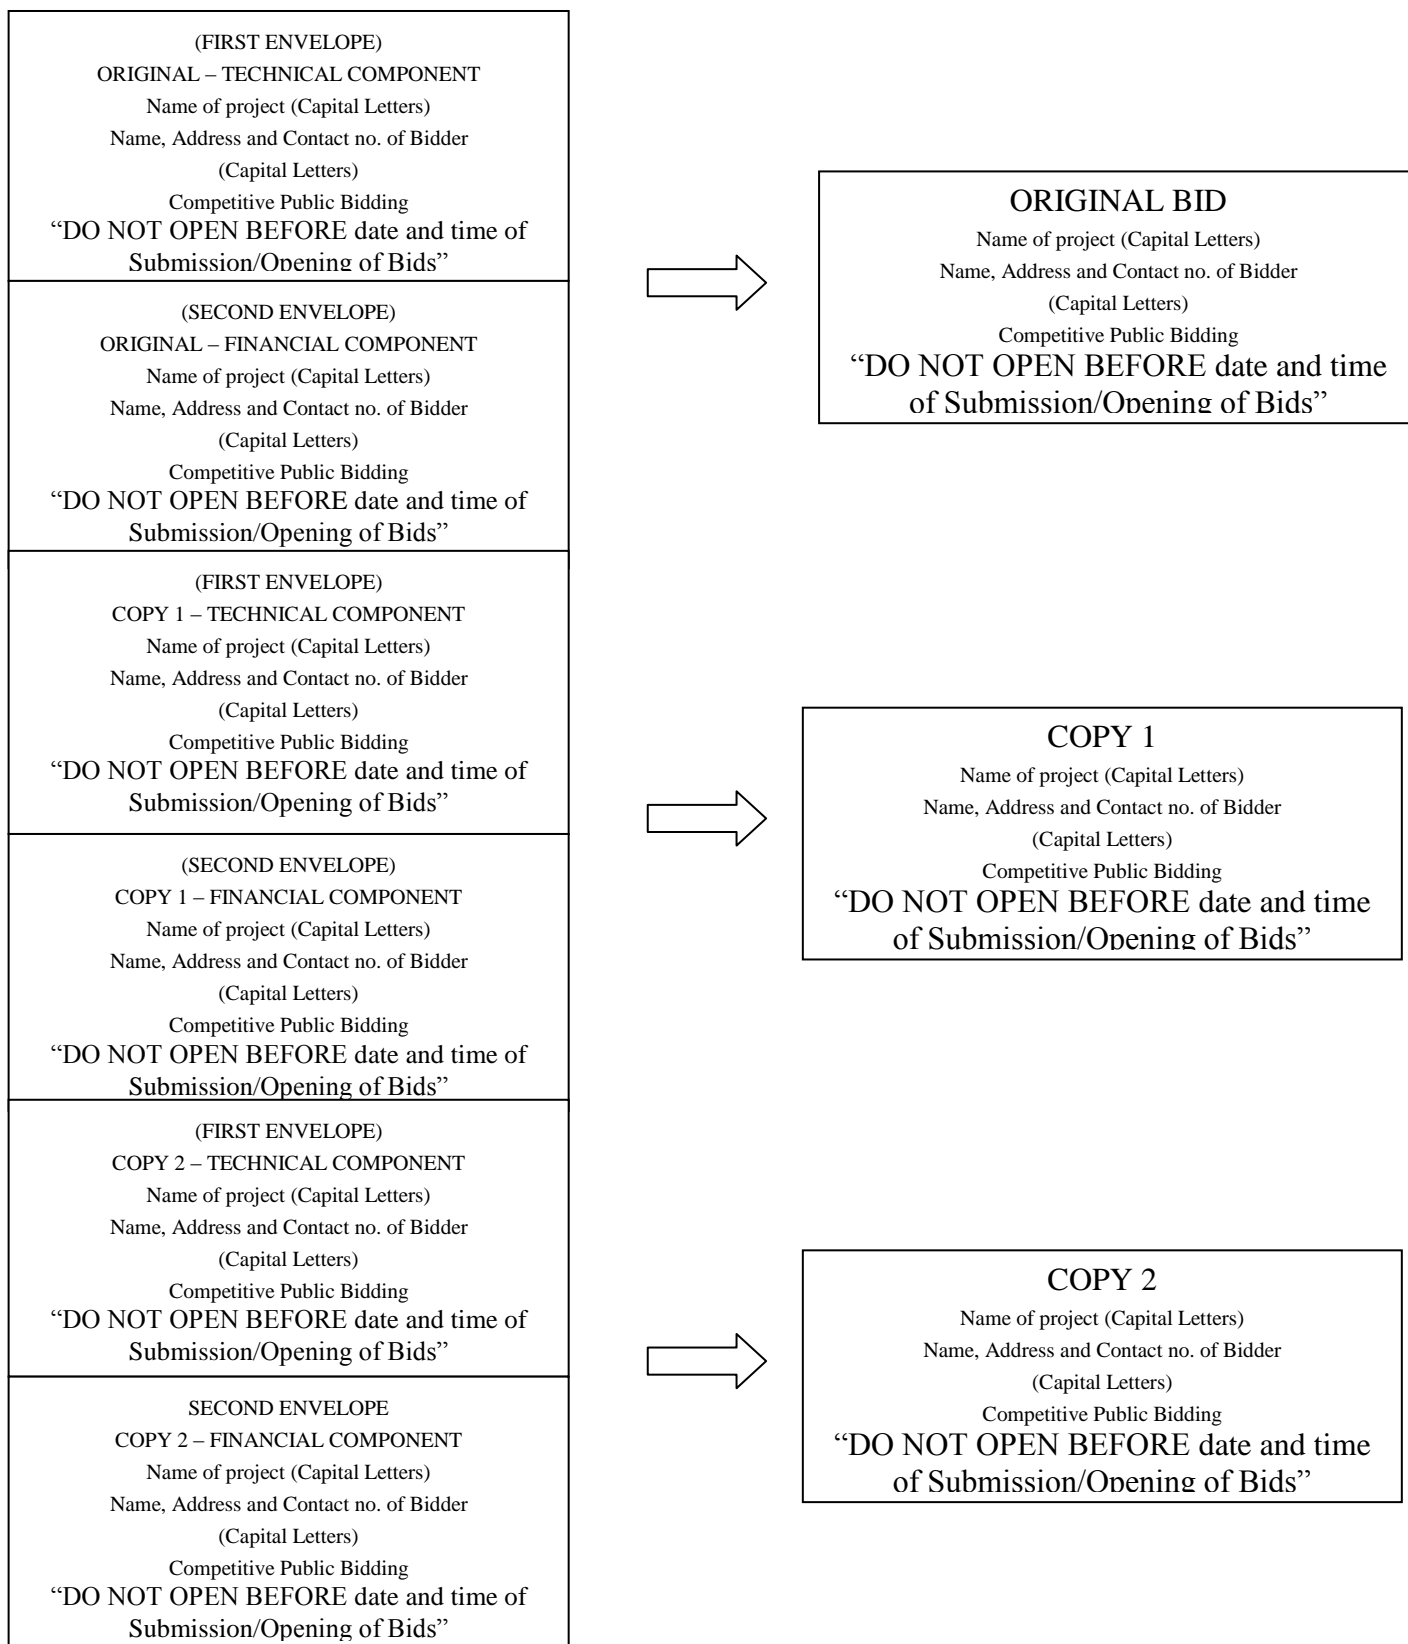 (FIRST ENVELOPE)
ORIGINAL – TECHNICAL COMPONENT
Name of project (Capital Letters)
Name, Address and Contact no. of Bidder
(Capital Letters)
Competitive Public Bidding
“DO NOT OPEN BEFORE date and time of
Submission/Opening of Bids”
(SECOND ENVELOPE)
ORIGINAL – FINANCIAL COMPONENT
Name of project (Capital Letters)
Name, Address and Contact no. of Bidder
(Capital Letters)
Competitive Public Bidding
“DO NOT OPEN BEFORE date and time of
Submission/Opening of Bids”
ORIGINAL BID
Name of project (Capital Letters)
Name, Address and Contact no. of Bidder
(Capital Letters)
Competitive Public Bidding
“DO NOT OPEN BEFORE date and time
of Submission/Opening of Bids”
(FIRST ENVELOPE)
COPY 1 – TECHNICAL COMPONENT
Name of project (Capital Letters)
Name, Address and Contact no. of Bidder
(Capital Letters)
Competitive Public Bidding
“DO NOT OPEN BEFORE date and time of
Submission/Opening of Bids”
(SECOND ENVELOPE)
COPY 1 – FINANCIAL COMPONENT
Name of project (Capital Letters)
Name, Address and Contact no. of Bidder
(Capital Letters)
Competitive Public Bidding
“DO NOT OPEN BEFORE date and time of
Submission/Opening of Bids”
COPY 1
Name of project (Capital Letters)
Name, Address and Contact no. of Bidder
(Capital Letters)
Competitive Public Bidding
“DO NOT OPEN BEFORE date and time
of Submission/Opening of Bids”
(FIRST ENVELOPE)
COPY 2 – TECHNICAL COMPONENT
Name of project (Capital Letters)
Name, Address and Contact no. of Bidder
(Capital Letters)
Competitive Public Bidding
“DO NOT OPEN BEFORE date and time of
Submission/Opening of Bids”
SECOND ENVELOPE
COPY 2 – FINANCIAL COMPONENT
Name of project (Capital Letters)
Name, Address and Contact no. of Bidder
(Capital Letters)
Competitive Public Bidding
“DO NOT OPEN BEFORE date and time of
Submission/Opening of Bids”
COPY 2
Name of project (Capital Letters)
Name, Address and Contact no. of Bidder
(Capital Letters)
Competitive Public Bidding
“DO NOT OPEN BEFORE date and time
of Submission/Opening of Bids”